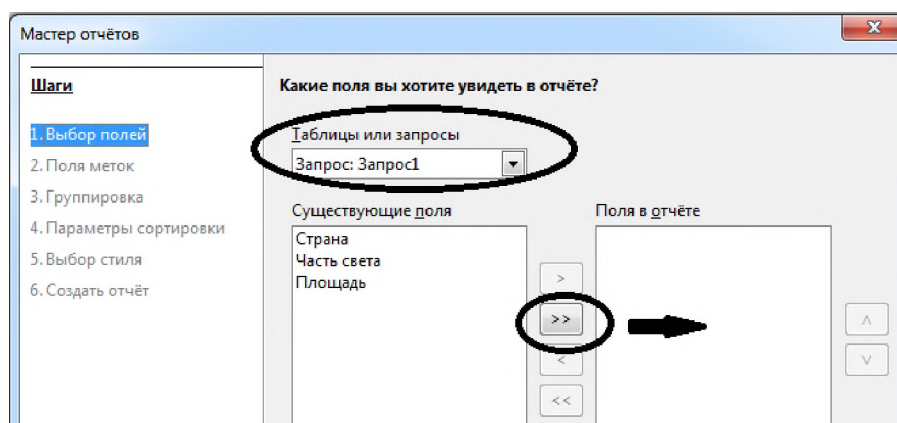 Мастер отчётов
Шаги
1. Выбор полей
2. Поля меток
3. Группировка
4. Параметры сортировки
5. Выбор стиля
6. Создать отчёт
Какие поля вы хотите увидеть в отчёте?
Таблицы или запросы
Запрос: Запрос1
Существующие поля
Страна
Часть света
Площадь
>
>>
<
<<
Поля в отчёте